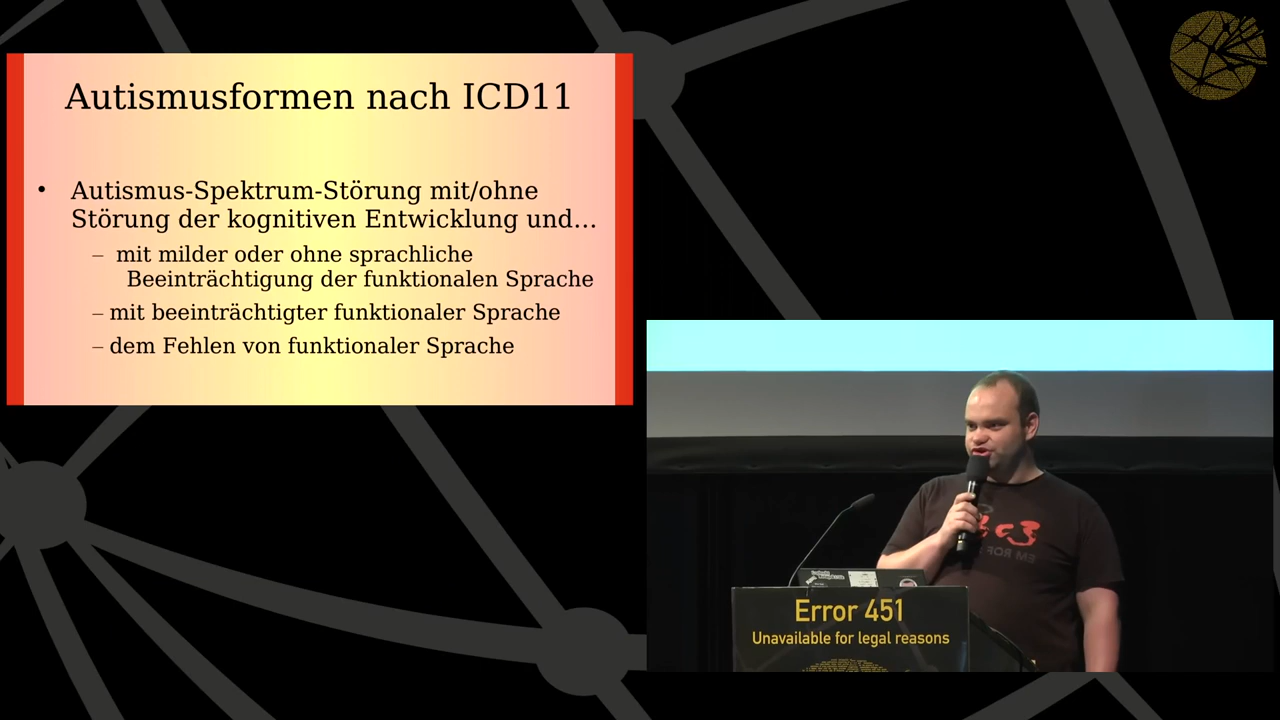 Autismusformen nach ICD11
• Autismus-Spektrum-Störung mit/ohne
Störung der kognitiven Entwicklung und...
– mit milder oder ohne sprachliche
Beeinträchtigung der funktionalen Sprache
– mit beeinträchtigter funktionaler Sprache
– dem Fehlen von funktionaler Sprache
Error 451
Unavailable for legal reasons